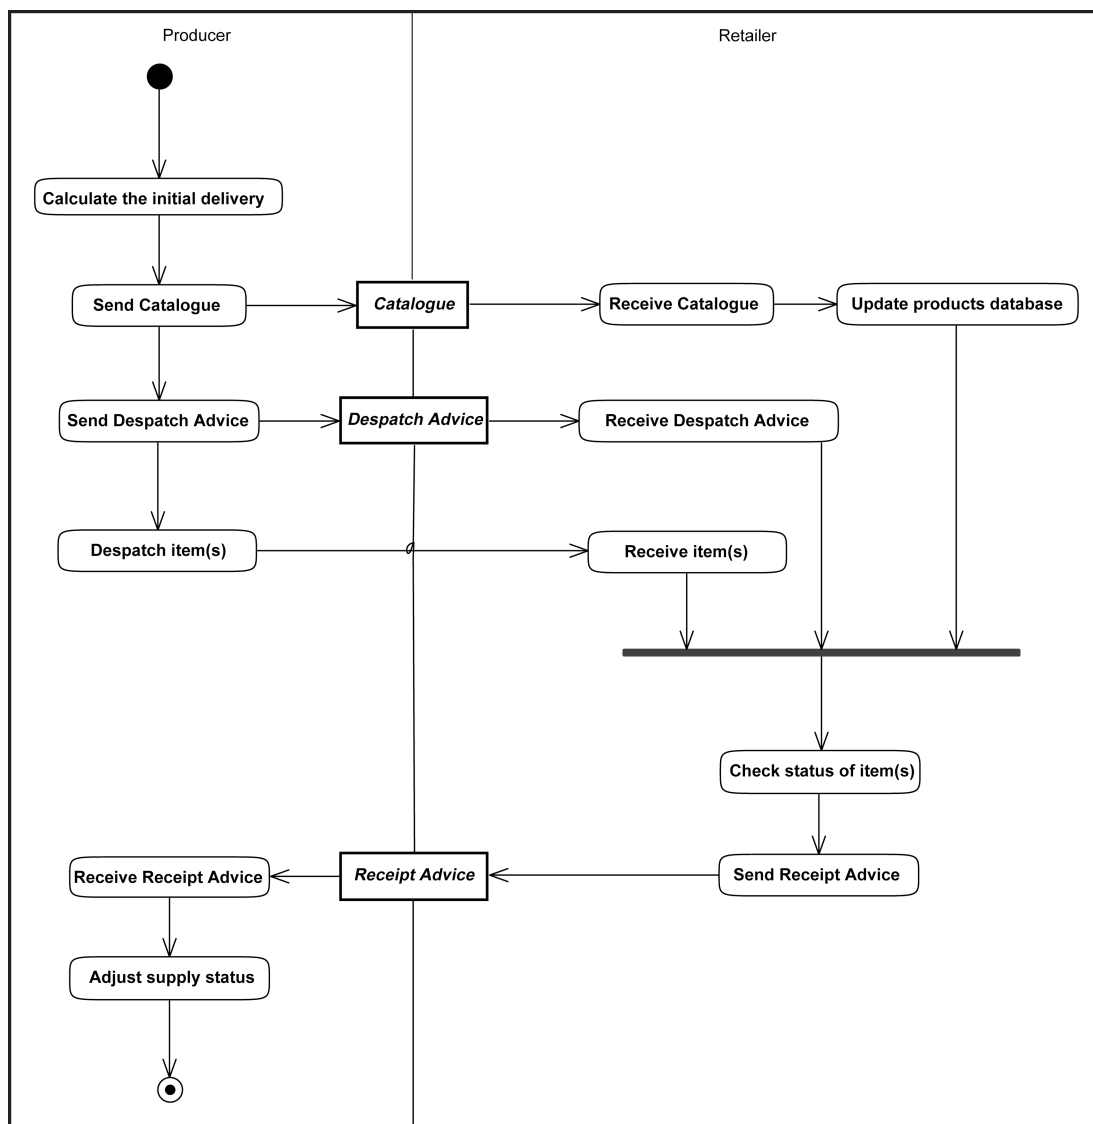 Producer
Retailer
Calculate the initial delivery
Send Catalogue
Catalogue
Receive Catalogue
Update products database
Send Despatch Advice
Despatch Advice
Receive Despatch Advice
Despatch item(s)
Receive item(s)
Check status of item(s)
Receive Receipt Advice
Receipt Advice
Send Receipt Advice
Adjust supply status